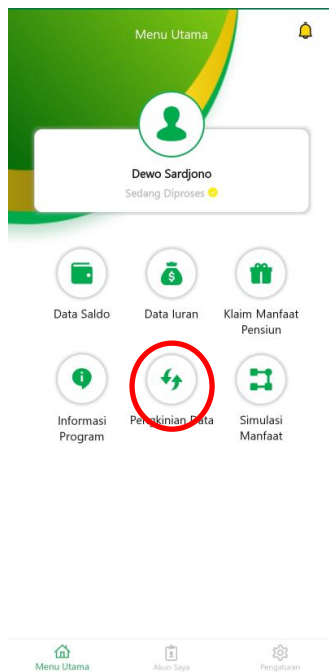 Menu Utama
Dewo Sardjono
Sedang Diproses
Data Saldo
Data Iuran
Klaim Manfaat
Pensiun
Informasi
Program
Pengkinian Data
Simulasi
Manfaat
Menu Utama
Akun Saya
Pengaturan